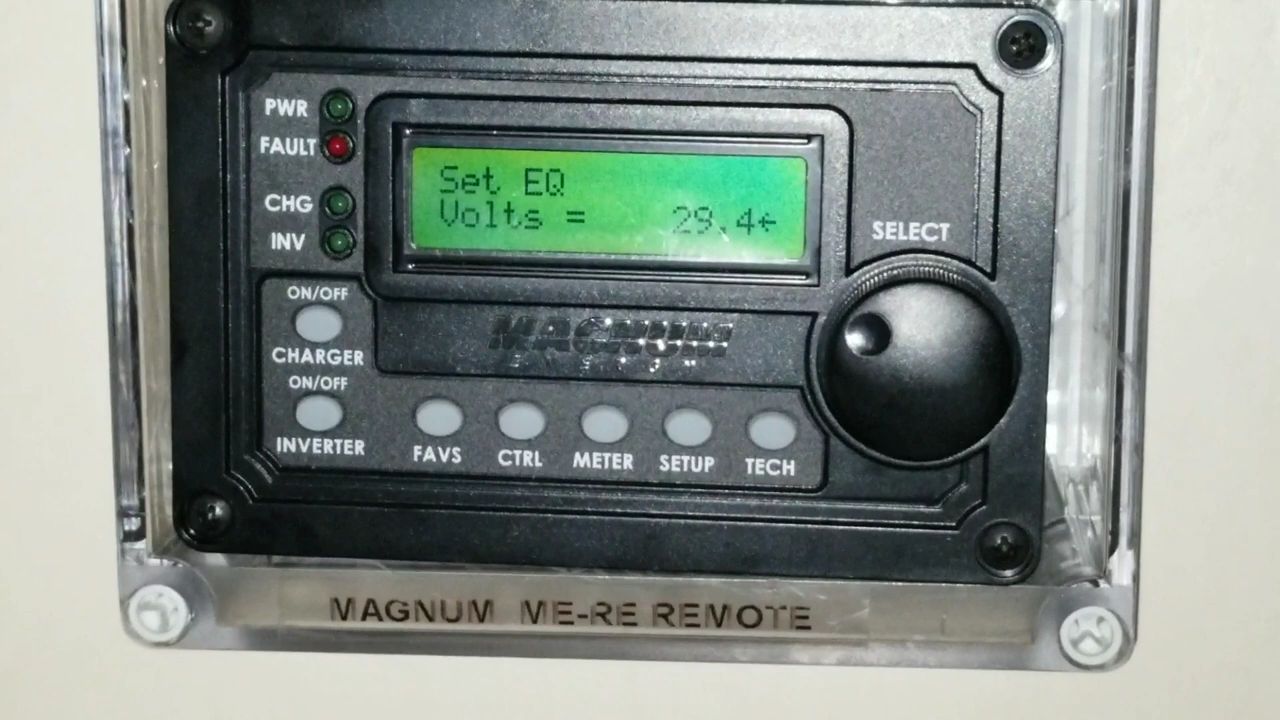 PWR
FAULT
CHG
INV
Set EQ
Volts = 29.4←
SELECT
ON/OFF
CHARGER
ON/OFF
INVERTER
MAGNUM
FAVS
CTRL
METER
SETUP
TECH
MAGNUM ME-RE REMOTE